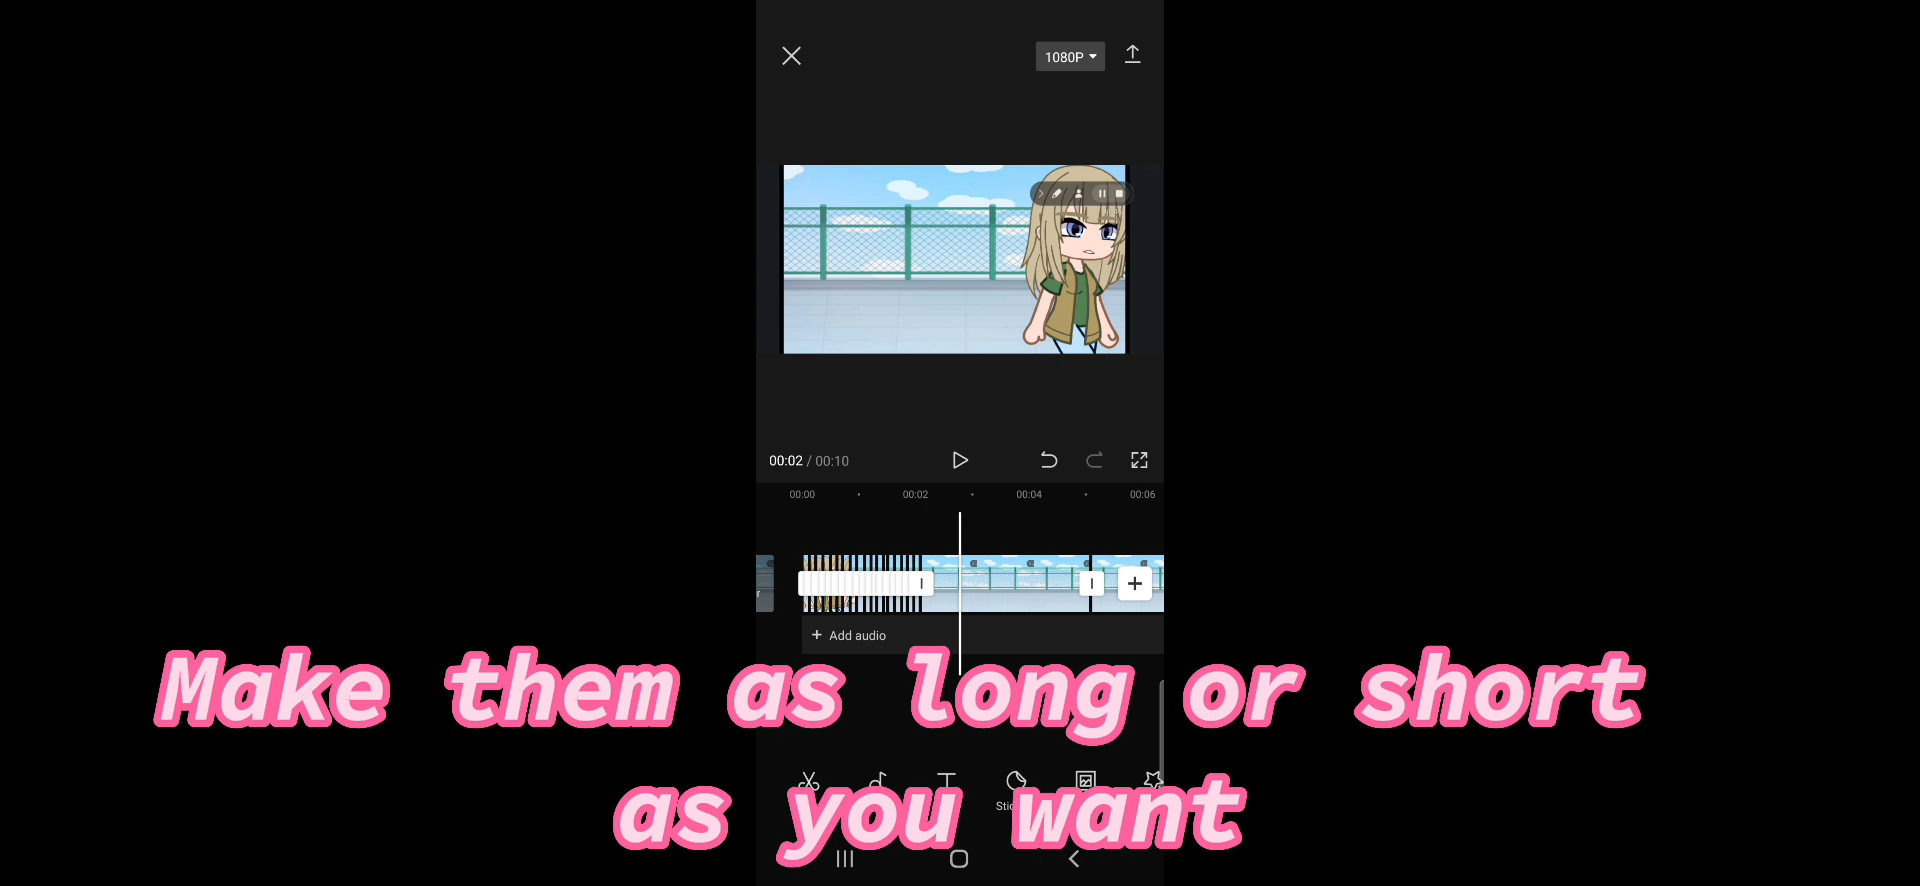 1080P
00:02 / 00:10
00:00 00:02 00:04 00:06
Add audio
Make them as long or short
as you want